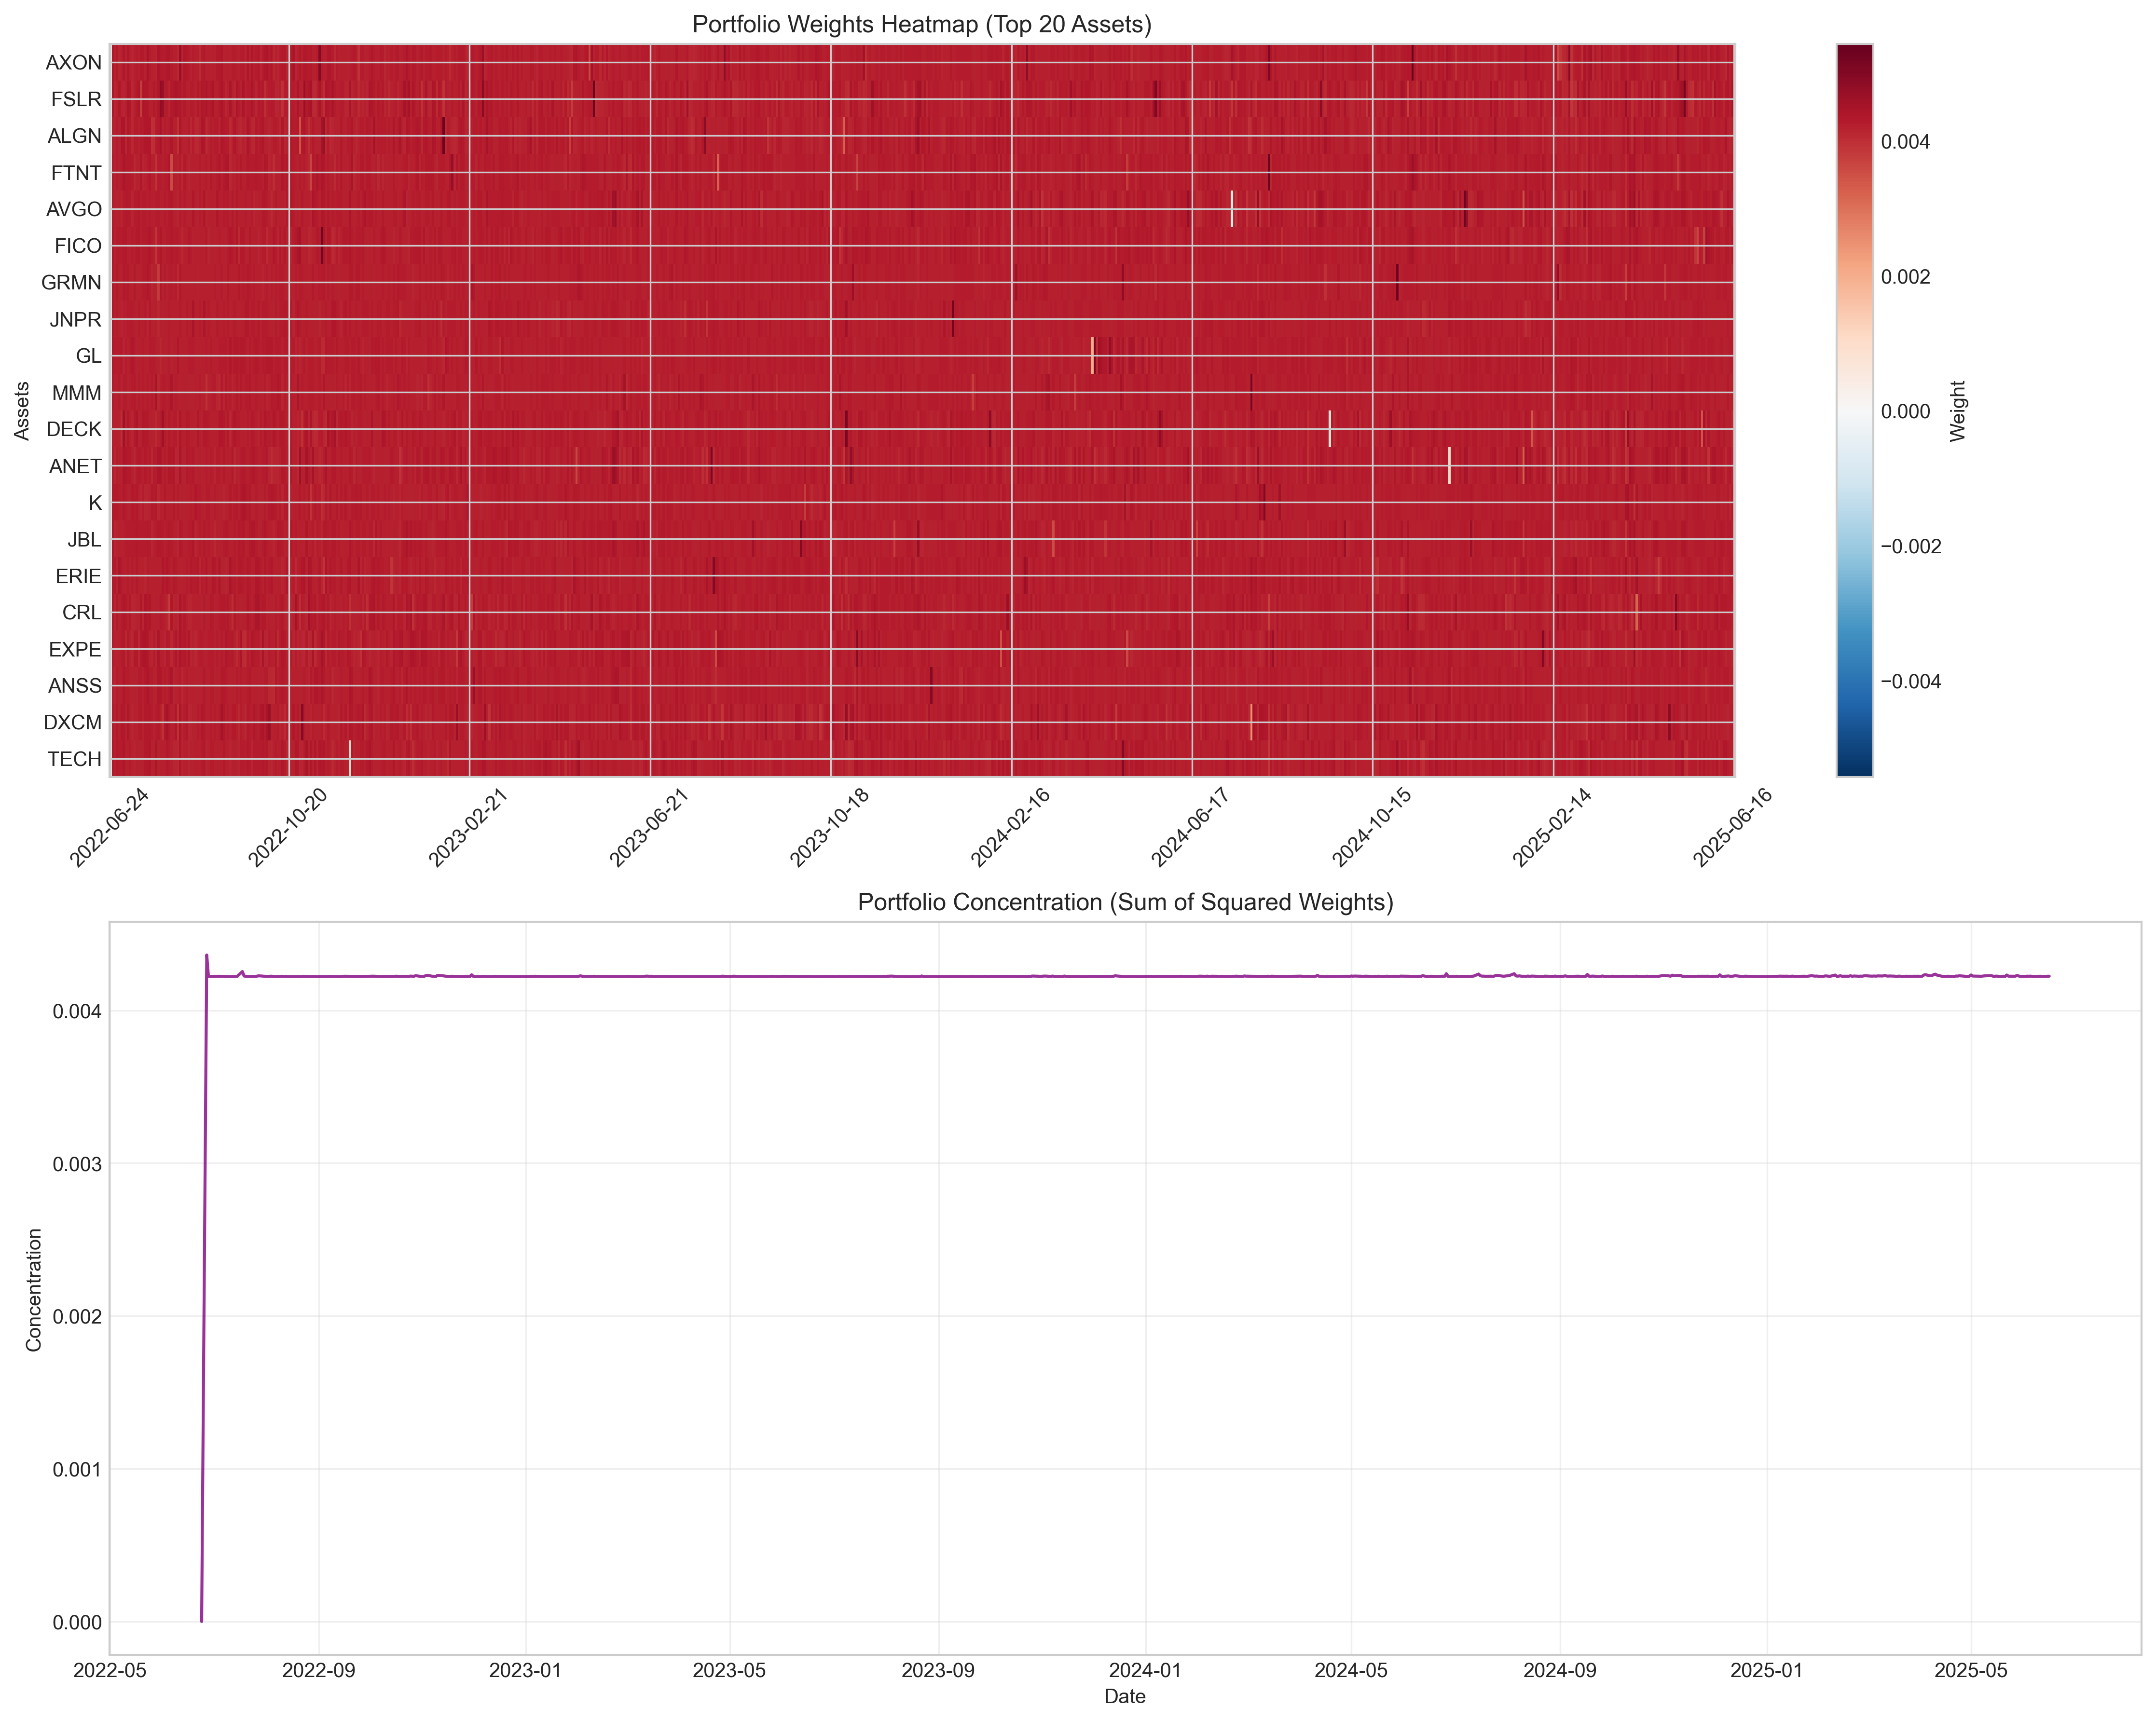 Portfolio Weights Heatmap (Top 20 Assets)
Assets
AXON
FSLR
ALGN
FTNT
AVGO
FICO
GRMN
JNPR
GL
MMM
DECK
ANET
K
JBL
ERIE
CRL
EXPE
ANSS
DXCM
TECH
2022-06-24
2022-10-20
2023-02-21
2023-06-21
2023-10-18
2024-02-16
2024-06-17
2024-10-15
2025-02-14
2025-06-16
0.004
0.002
0.000
−0.002
−0.004
Weight
Portfolio Concentration (Sum of Squared Weights)
Concentration
0.004
0.003
0.002
0.001
0.000
2022-05
2022-09
2023-01
2023-05
2023-09
2024-01
2024-05
2024-09
2025-01
2025-05
Date